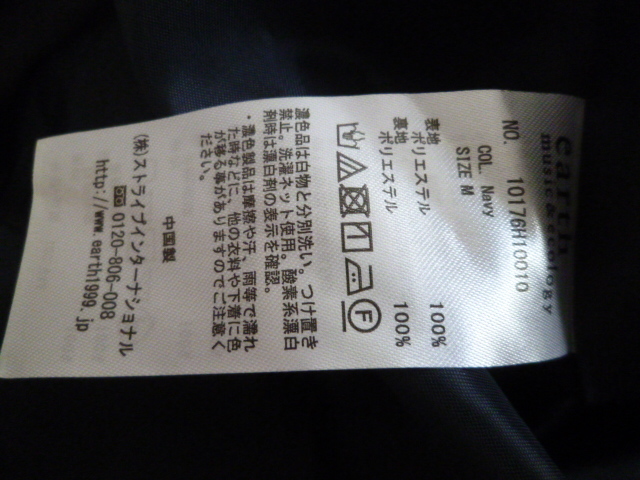 earth
music&ecology
NO. 10176H10010
COL. Navy
SIZE M
表地
ポリエステル 100%
裏地
ポリエステル 100%
濃色品は白物と分別洗い。つけ置き
禁止。洗濯ネット使用。酸素系漂白
剤時は漂白剤の表示を確認。
・濃色製品は摩擦や汗、雨等で濡れ
た時などに、他の衣料や下着に色
が移る事がありますのでご注意く
ださい。
中国製
(株)ストライプインターナショナル
0120-806-008
http://www.earth1999.jp